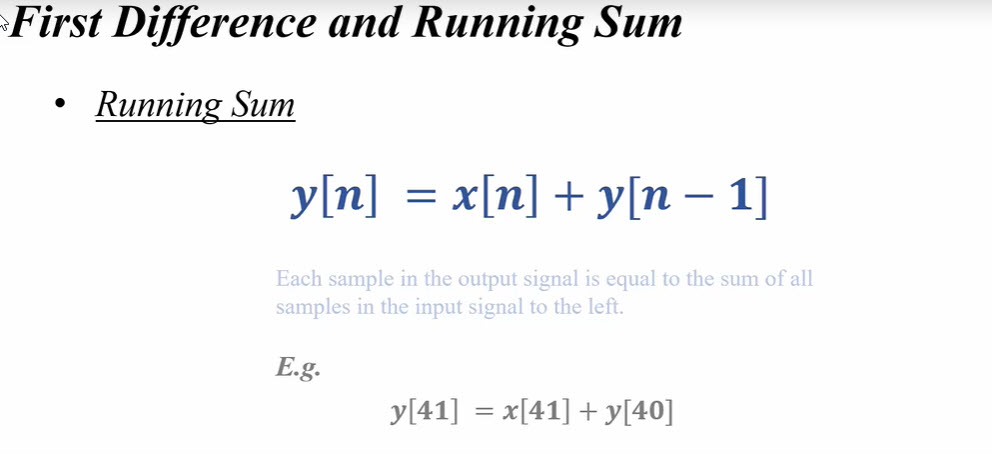 First Difference and Running Sum
• Running Sum
y[n] = x[n] + y[n − 1]
Each sample in the output signal is equal to the sum of all
samples in the input signal to the left.
E.g.
y[41] = x[41] + y[40]